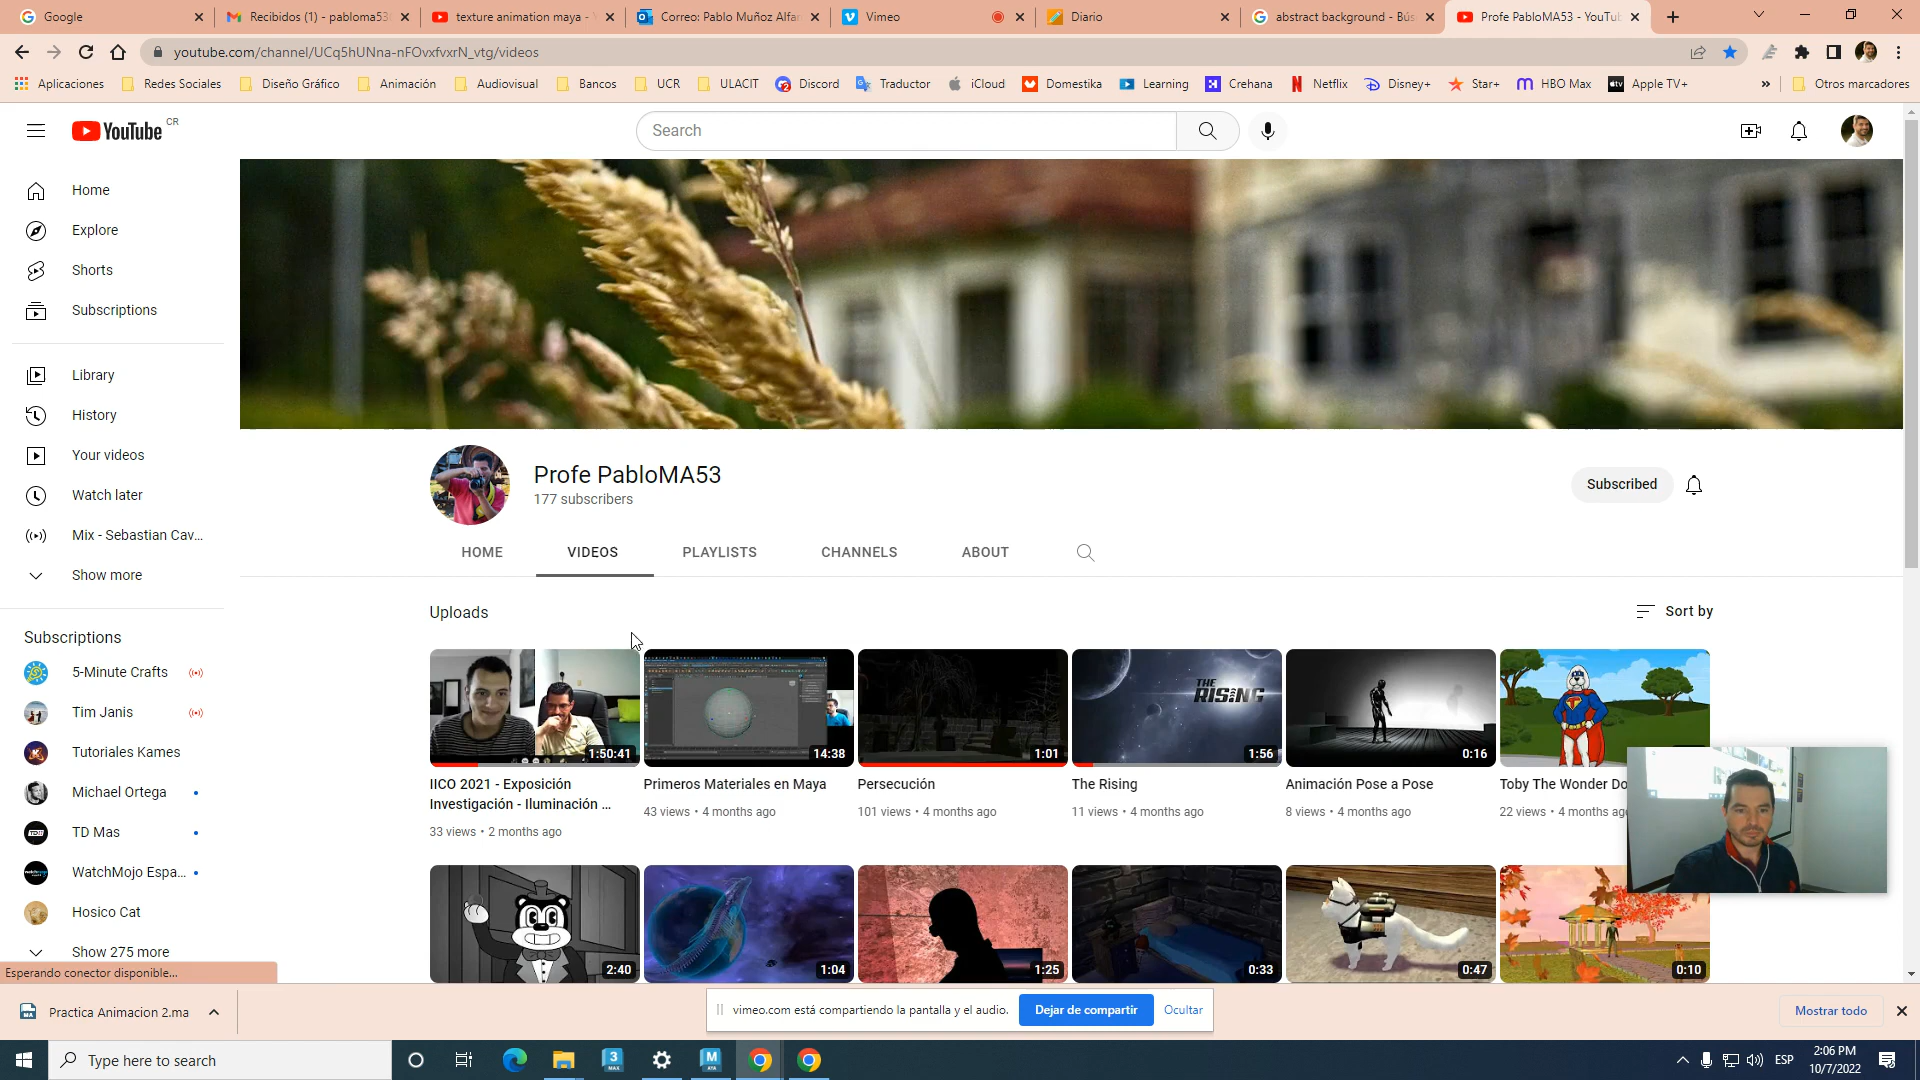 Google
Recibidos (1) - pabloma53
texture animation maya - Y
Correo: Pablo Muñoz Alfar
Vimeo
Diario
abstract background - Bús
Profe PabloMA53 - YouTub
youtube.com/channel/UCq5hUNna-nFOvxfvxrN_vtg/videos
Aplicaciones
Redes Sociales
Diseño Gráfico
Animación
Audiovisual
Bancos
UCR
ULACIT
Discord
Traductor
iCloud
Domestika
Learning
Crehana
Netflix
Disney+
Star+
HBO Max
Apple TV+
»
Otros marcadores
YouTube CR
Search
Home
Explore
Shorts
Subscriptions
Library
History
Your videos
Watch later
Mix - Sebastian Cav...
Show more
Subscriptions
5-Minute Crafts
Tim Janis
Tutoriales Kames
Michael Ortega
TD Mas
WatchMojo Espa...
Hosico Cat
Show 275 more
Profe PabloMA53
177 subscribers
Subscribed
HOME
VIDEOS
PLAYLISTS
CHANNELS
ABOUT
Uploads
Sort by
1:50:41
14:38
1:01
THE RISING
1:56
0:16
IICO 2021 - Exposición
Investigación - Iluminación ...
33 views • 2 months ago
Primeros Materiales en Maya
43 views • 4 months ago
Persecución
101 views • 4 months ago
The Rising
11 views • 4 months ago
Animación Pose a Pose
8 views • 4 months ago
Toby The Wonder Do
22 views • 4 months ag
2:40
1:04
1:25
0:33
0:47
0:10
Esperando conector disponible...
Practica Animacion 2.ma
vimeo.com está compartiendo la pantalla y el audio.
Dejar de compartir
Ocultar
Mostrar todo
Type here to search
ESP
2:06 PM
10/7/2022